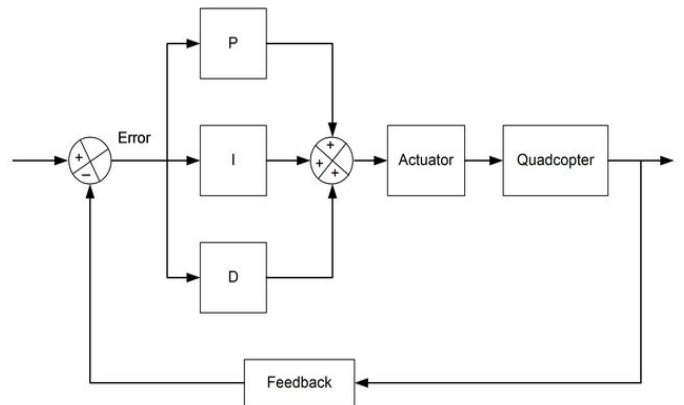 P
Error
+
−
I
+
+
+
Actuator
Quadcopter
D
Feedback